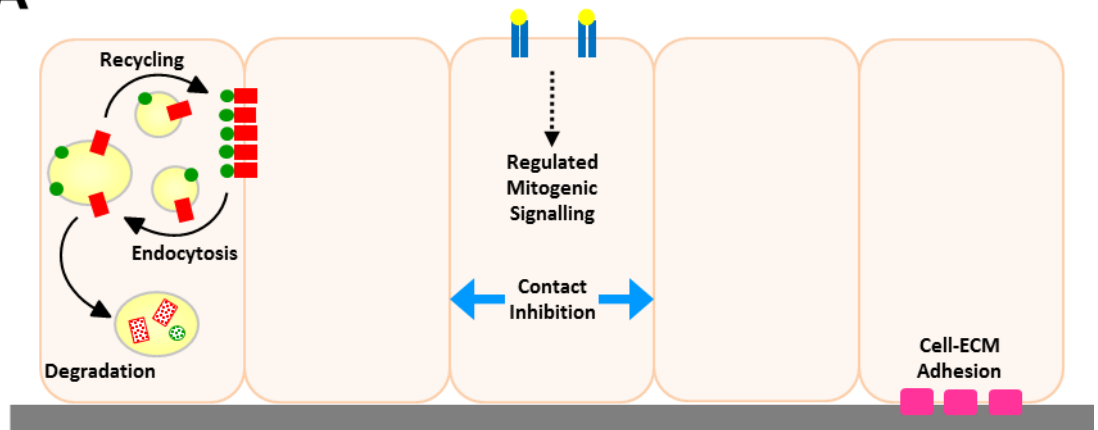 A
Recycling
Endocytosis
Degradation
Regulated
Mitogenic
Signalling
Contact
Inhibition
Cell-ECM
Adhesion